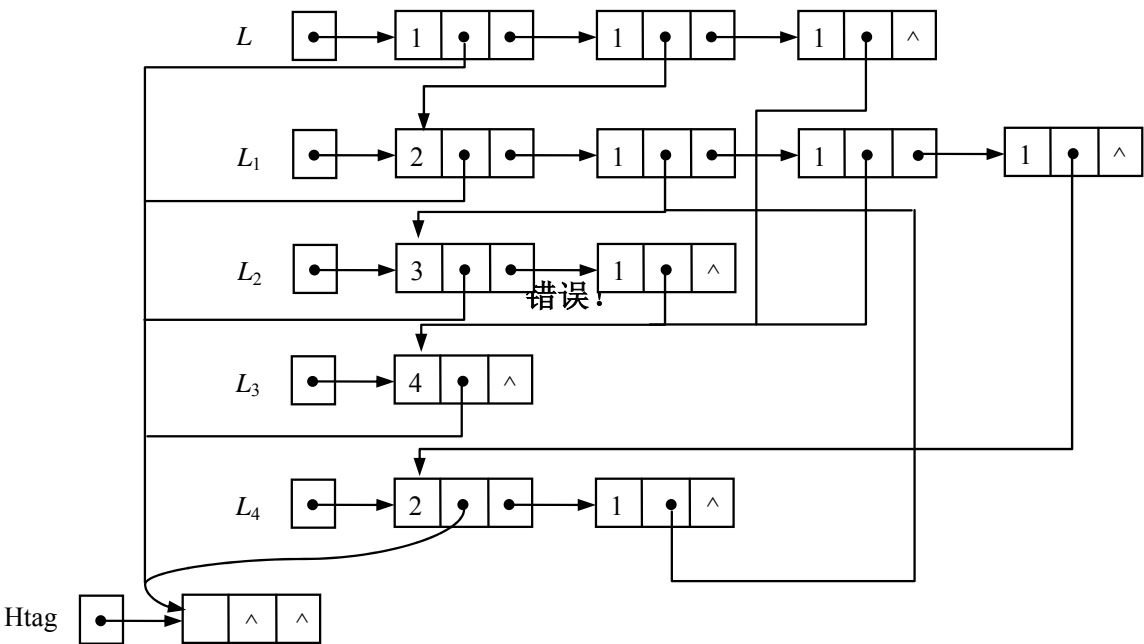 L 1 1 1 ^
L1 2 1 1 1 ^
L2 3 1 ^
错误！
L3 4 ^
L4 2 1 ^
Htag ^ ^